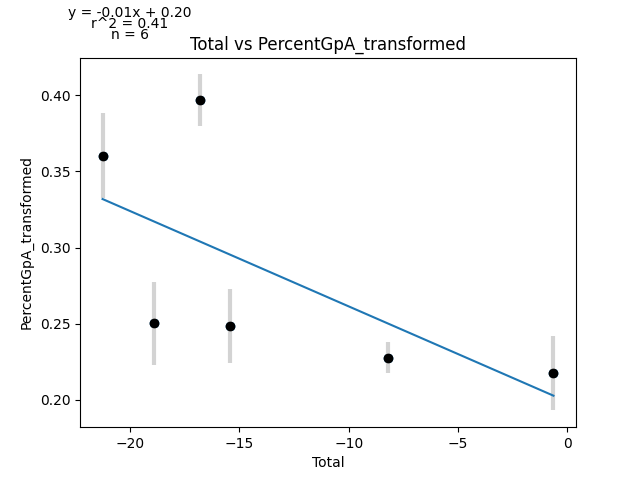 y = -0.01x + 0.20
r^2 = 0.41
n = 6
Total vs PercentGpA_transformed
PercentGpA_transformed
0.40
0.35
0.30
0.25
0.20
−20
−15
−10
−5
0
Total